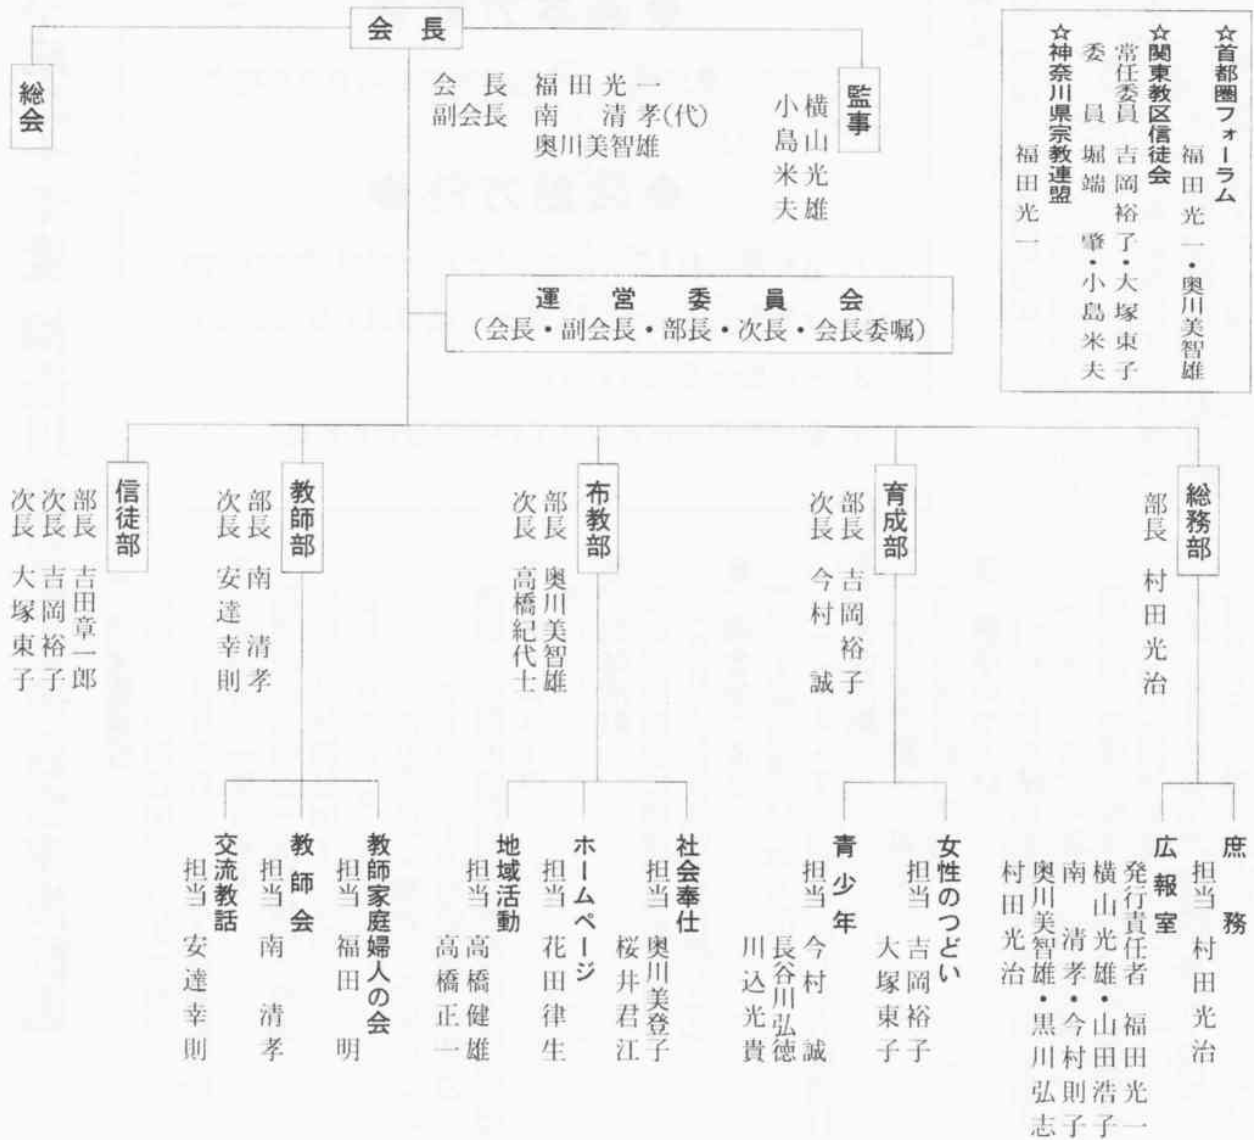 会長
総会
会長 福田光一
副会長 南 清孝(代)
奥川美智雄
監事
横山光雄
小島米夫
☆首都圏フォーラム
福田光一・奥川美智雄
☆関東教区信徒会
常任委員 吉岡裕子・大塚東子
委員 堀端 肇・小島米夫
☆神奈川県宗教連盟
福田光一
運営委員会
(会長・副会長・部長・次長・会長委嘱)
総務部
部長 村田光治
庶務
担当 村田光治
広報室
発行責任者 福田光一
横山光雄・山田浩子
南 清孝・今村則子
奥川美智雄・黒川弘志
村田光治
育成部
部長 吉岡裕子
次長 今村 誠
女性のつどい
担当 吉岡裕子
大塚東子
青少年
担当 今村 誠
長谷川弘徳
川込光貴
布教部
部長 奥川美智雄
次長 高橋紀代士
社会奉仕
担当 奥川美登子
桜井君江
ホームページ
担当 花田律生
地域活動
担当 高橋健雄
高橋正一
教師部
部長 南 清孝
次長 安達幸則
教師家庭婦人の会
担当 福田 明
教師会
担当 南 清孝
交流教話
担当 安達幸則
信徒部
部長 吉田章一郎
次長 吉岡裕子
次長 大塚東子